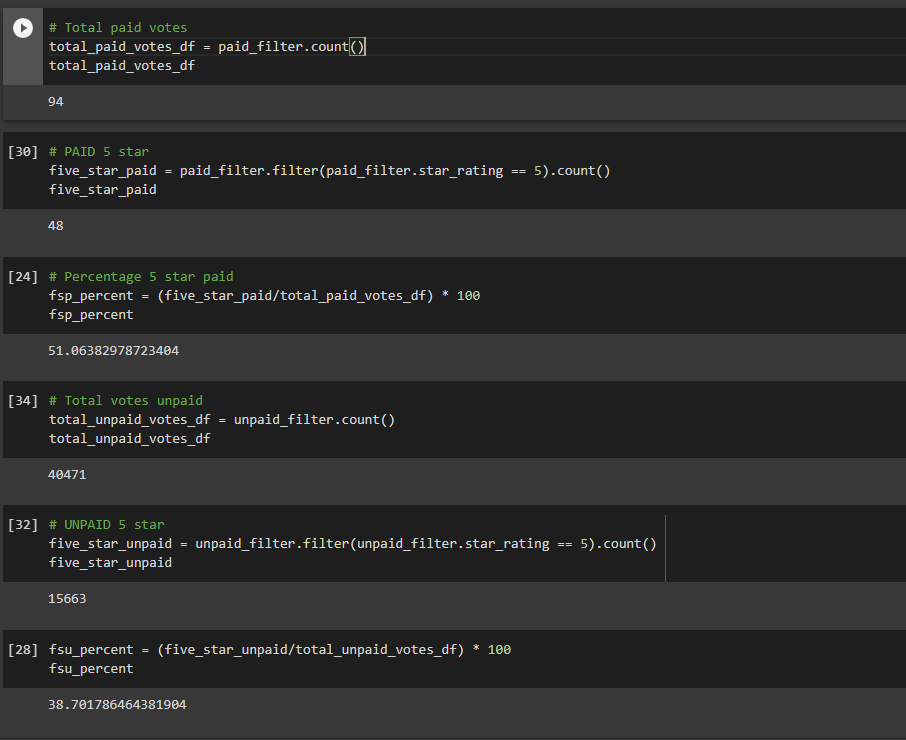 # Total paid votes
total_paid_votes_df = paid_filter.count()
total_paid_votes_df
94
[30] # PAID 5 star
five_star_paid = paid_filter.filter(paid_filter.star_rating == 5).count()
five_star_paid
48
[24] # Percentage 5 star paid
fsp_percent = (five_star_paid/total_paid_votes_df) * 100
fsp_percent
51.06382978723404
[34] # Total votes unpaid
total_unpaid_votes_df = unpaid_filter.count()
total_unpaid_votes_df
40471
[32] # UNPAID 5 star
five_star_unpaid = unpaid_filter.filter(unpaid_filter.star_rating == 5).count()
five_star_unpaid
15663
[28] fsu_percent = (five_star_unpaid/total_unpaid_votes_df) * 100
fsu_percent
38.701786464381904